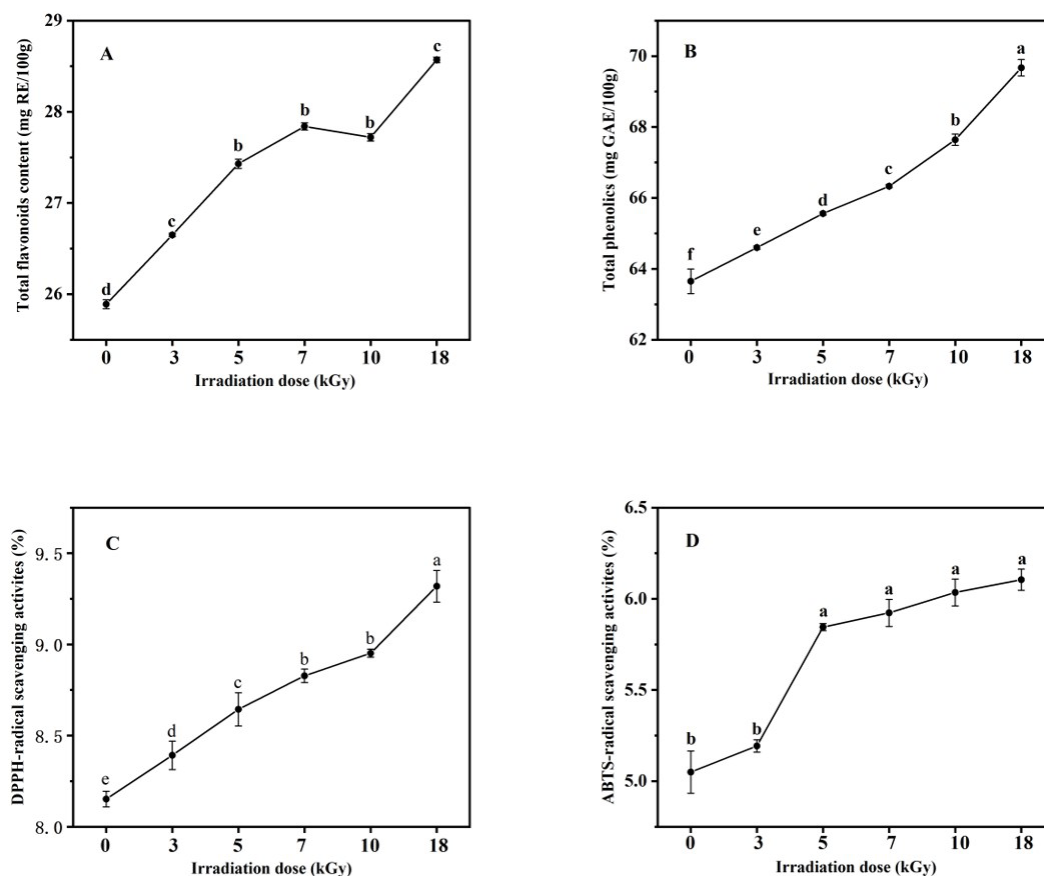 A
Total flavonoids content (mg RE/100g)
29
28
27
26
d
c
b
b
b
c
0 3 5 7 10 18
Irradiation dose (kGy)
B
Total phenolics (mg GAE/100g)
70
68
66
64
62
f
e
d
c
b
a
0 3 5 7 10 18
Irradiation dose (kGy)
C
DPPH-radical scavenging activites (%)
9.5
9.0
8.5
8.0
e
d
c
b
b
a
0 3 5 7 10 18
Irradiation dose (kGy)
D
ABTS-radical scavenging activites (%)
6.5
6.0
5.5
5.0
b
b
a
a
a
a
0 3 5 7 10 18
Irradiation dose (kGy)